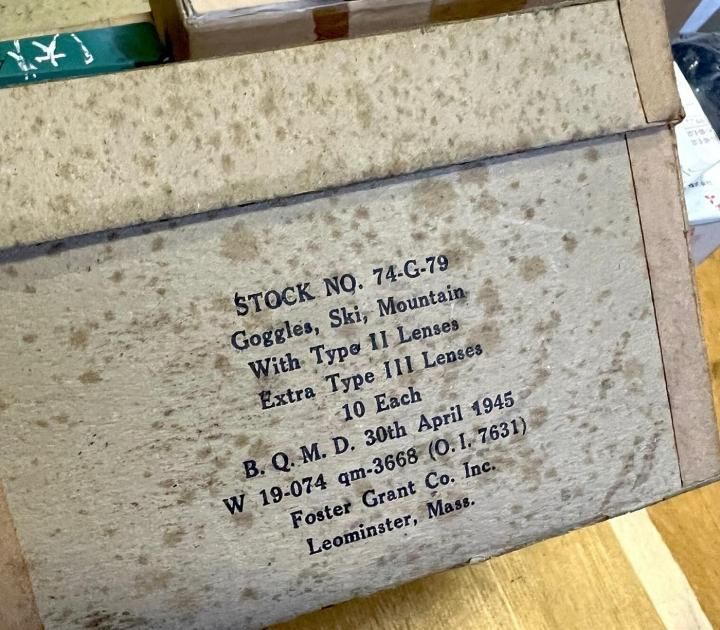 STOCK NO. 74-G-79
Goggles, Ski, Mountain
With Type II Lenses
Extra Type III Lenses
10 Each
B. Q. M. D. 30th April 1945
W 19-074 qm-3668 (O. I. 7631)
Foster Grant Co. Inc.
Leominster, Mass.